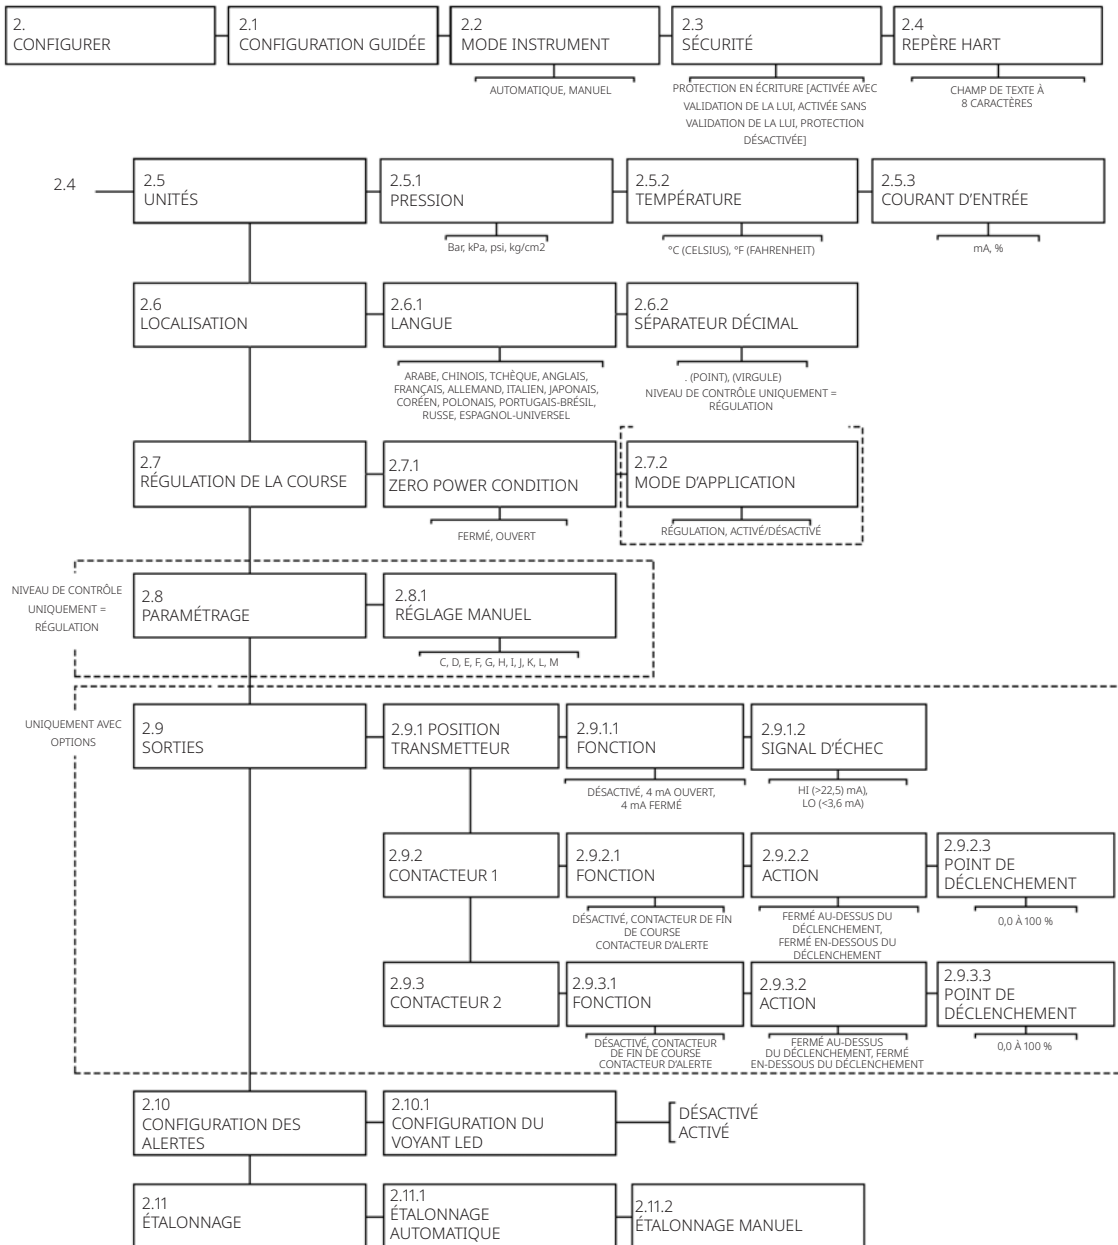 2.
CONFIGURER
2.1
CONFIGURATION GUIDÉE
2.2
MODE INSTRUMENT
2.3
SÉCURITÉ
2.4
REPÈRE HART
AUTOMATIQUE, MANUEL
PROTECTION EN ÉCRITURE [ACTIVÉE AVEC
VALIDATION DE LA LUI, ACTIVÉE SANS
VALIDATION DE LA LUI, PROTECTION
DÉSACTIVÉE]
CHAMP DE TEXTE À
8 CARACTÈRES
2.4
2.5
UNITÉS
2.5.1
PRESSION
2.5.2
TEMPÉRATURE
2.5.3
COURANT D'ENTRÉE
Bar, kPa, psi, kg/cm2
°C (CELSIUS), °F (FAHRENHEIT)
mA, %
2.6
LOCALISATION
2.6.1
LANGUE
2.6.2
SÉPARATEUR DÉCIMAL
ARABE, CHINOIS, TCHÈQUE, ANGLAIS,
FRANÇAIS, ALLEMAND, ITALIEN, JAPONAIS,
CORÉEN, POLONAIS, PORTUGAIS-BRÉSIL,
RUSSE, ESPAGNOL-UNIVERSEL
. (POINT), (VIRGULE)
NIVEAU DE CONTRÔLE UNIQUEMENT =
RÉGULATION
2.7
RÉGULATION DE LA COURSE
2.7.1
ZERO POWER CONDITION
2.7.2
MODE D'APPLICATION
FERMÉ, OUVERT
RÉGULATION, ACTIVÉ/DÉSACTIVÉ
NIVEAU DE CONTRÔLE
UNIQUEMENT =
RÉGULATION
2.8
PARAMÉTRAGE
2.8.1
RÉGLAGE MANUEL
C, D, E, F, G, H, I, J, K, L, M
UNIQUEMENT AVEC
OPTIONS
2.9
SORTIES
2.9.1 POSITION
TRANSMETTEUR
2.9.1.1
FONCTION
2.9.1.2
SIGNAL D'ÉCHEC
DÉSACTIVÉ, 4 mA OUVERT,
4 mA FERMÉ
HI (>22,5) mA),
LO (<3,6 mA)
2.9.2
CONTACTEUR 1
2.9.2.1
FONCTION
2.9.2.2
ACTION
2.9.2.3
POINT DE
DÉCLENCHEMENT
DÉSACTIVÉ, CONTACTEUR DE FIN
DE COURSE
CONTACTEUR D'ALERTE
FERMÉ AU-DESSUS DU
DÉCLENCHEMENT,
FERMÉ EN-DESSOUS DU
DÉCLENCHEMENT
0,0 À 100 %
2.9.3
CONTACTEUR 2
2.9.3.1
FONCTION
2.9.3.2
ACTION
2.9.3.3
POINT DE
DÉCLENCHEMENT
DÉSACTIVÉ, CONTACTEUR
DE FIN DE COURSE
CONTACTEUR D'ALERTE
FERMÉ AU-DESSUS
DU DÉCLENCHEMENT, FERMÉ
EN-DESSOUS DU DÉCLENCHEMENT
0,0 À 100 %
2.10
CONFIGURATION DES
ALERTES
2.10.1
CONFIGURATION DU
VOYANT LED
DÉSACTIVÉ
ACTIVÉ
2.11
ÉTALONNAGE
2.11.1
ÉTALONNAGE
AUTOMATIQUE
2.11.2
ÉTALONNAGE MANUEL